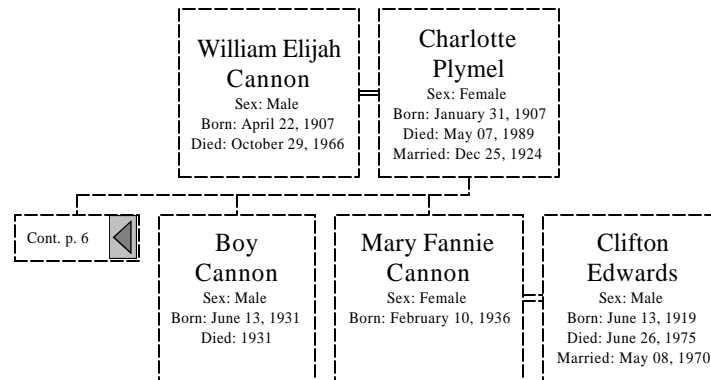 William Elijah
Cannon
Sex: Male
Born: April 22, 1907
Died: October 29, 1966
Charlotte
Plymel
Sex: Female
Born: January 31, 1907
Died: May 07, 1989
Married: Dec 25, 1924
Cont. p. 6
Boy
Cannon
Sex: Male
Born: June 13, 1931
Died: 1931
Mary Fannie
Cannon
Sex: Female
Born: February 10, 1936
Clifton
Edwards
Sex: Male
Born: June 13, 1919
Died: June 26, 1975
Married: May 08, 1970